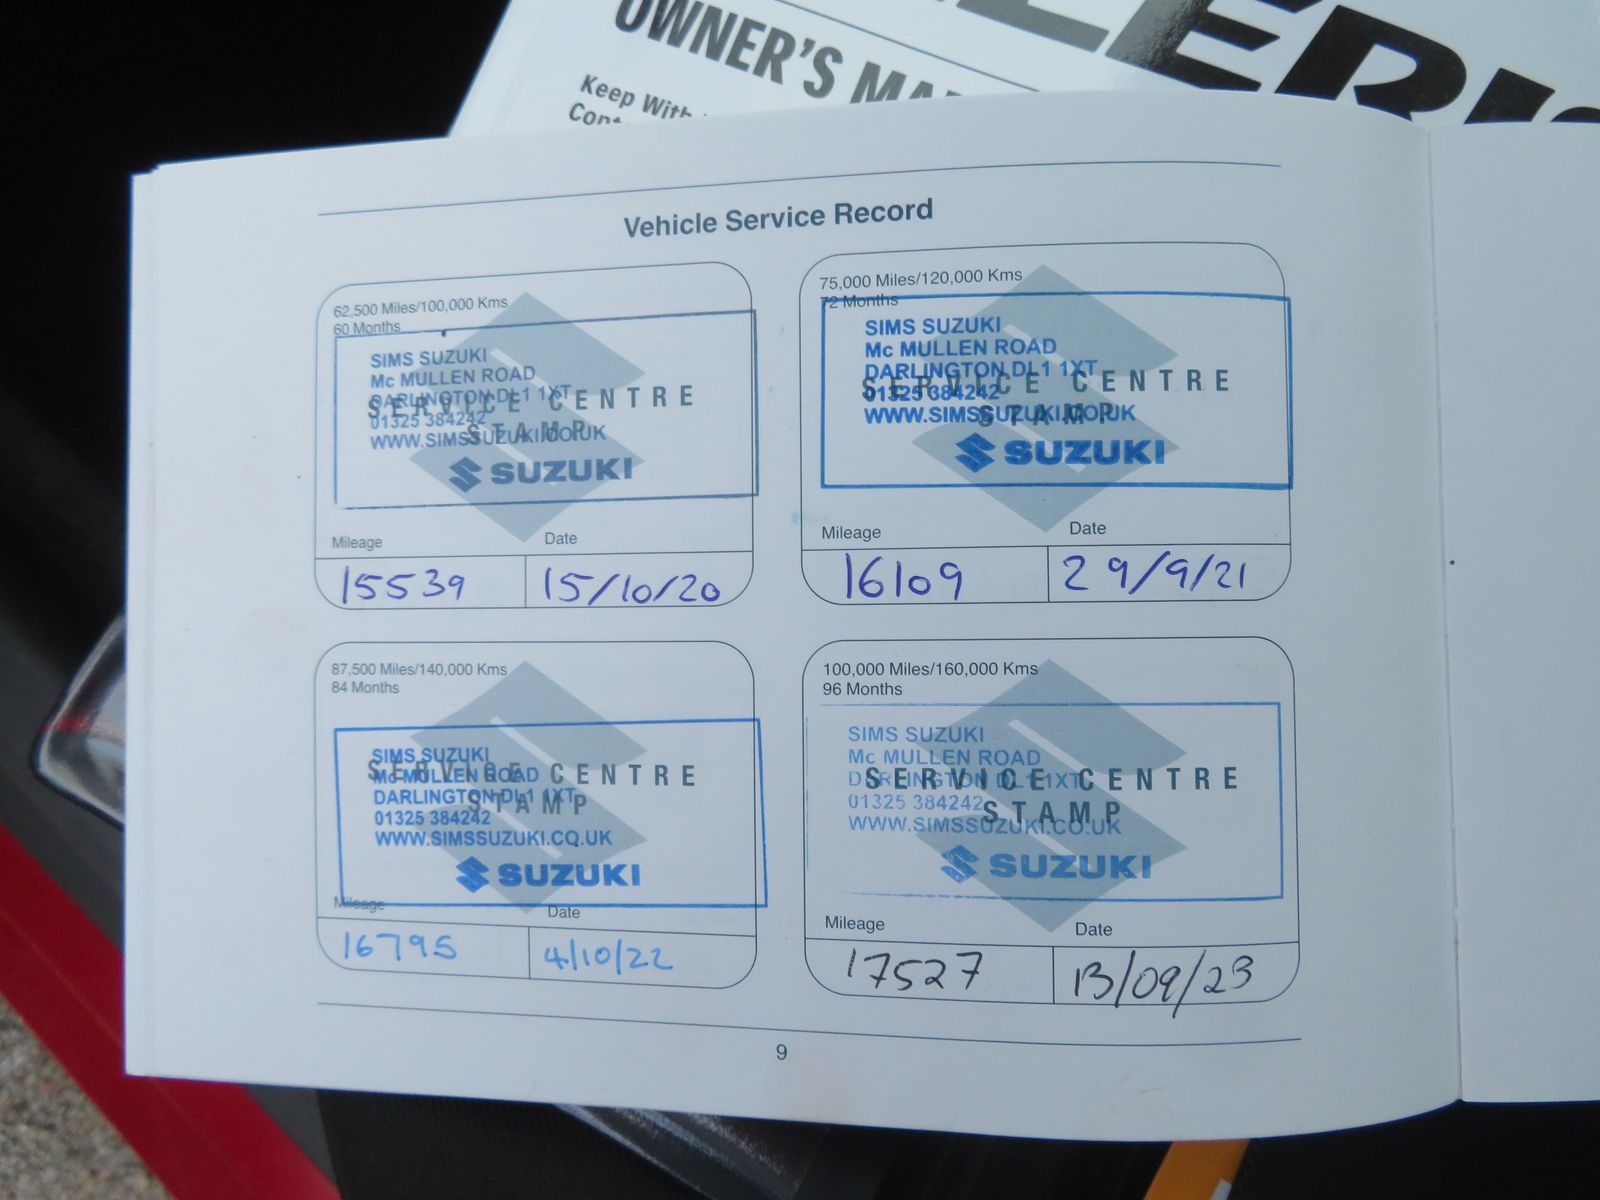 OWNER'S
Keep With
Vehicle Service Record
62,500 Miles/100,000 Kms
60 Months
SIMS SUZUKI
Mc MULLEN ROAD
DARLINGTON DL1 1XT
SERVICE CENTRE
01325 384242
STAMP
WWW.SIMSSUZUKI.CO.UK
SUZUKI
Mileage Date
15539 15/10/20
75,000 Miles/120,000 Kms
72 Months
SIMS SUZUKI
Mc MULLEN ROAD
DARLINGTON DL1 1XT
SERVICE CENTRE
01325 384242
STAMP
WWW.SIMSSUZUKI.CO.UK
SUZUKI
Mileage Date
16109 29/9/21
87,500 Miles/140,000 Kms
84 Months
SIMS SUZUKI
Mc MULLEN ROAD
SERVICE CENTRE
DARLINGTON DL1 1XT
STAMP
01325 384242
WWW.SIMSSUZUKI.CO.UK
SUZUKI
Mileage Date
16795 4/10/22
100,000 Miles/160,000 Kms
96 Months
SIMS SUZUKI
Mc MULLEN ROAD
DARLINGTON DL1 1XT
SERVICE CENTRE
01325 384242
STAMP
WWW.SIMSSUZUKI.CO.UK
SUZUKI
Mileage Date
17527 13/09/23
9